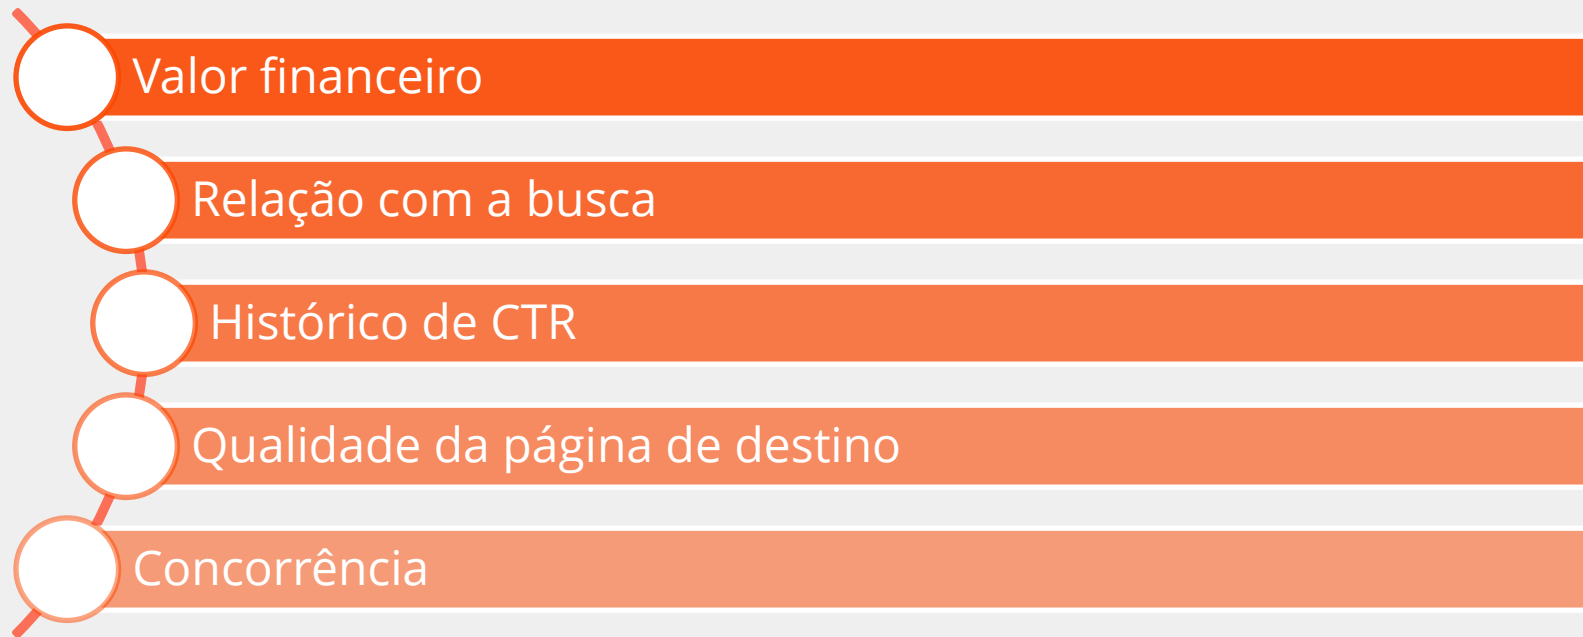 Valor financeiro
Relação com a busca
Histórico de CTR
Qualidade da página de destino
Concorrência